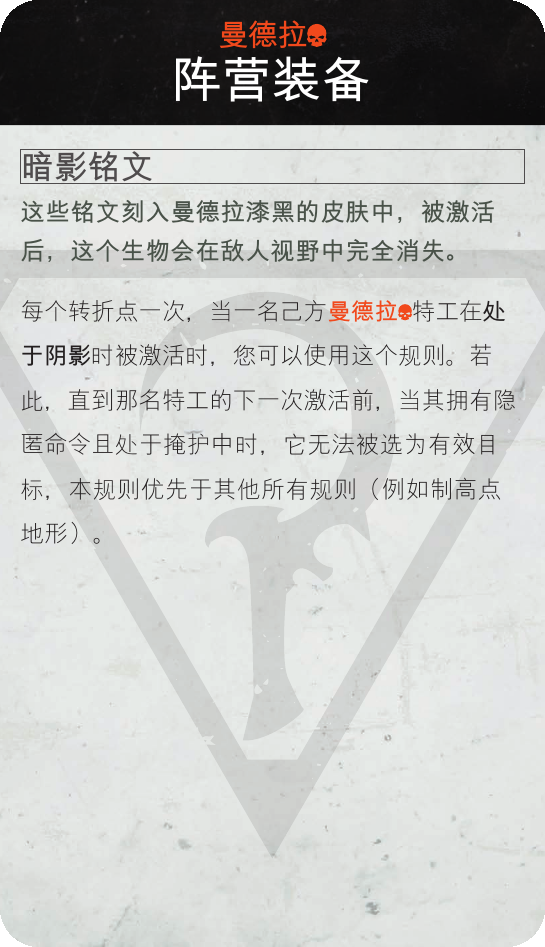 曼德拉
阵营装备
暗影铭文
这些铭文刻入曼德拉漆黑的皮肤中，被激活
后，这个生物会在敌人视野中完全消失。
每个转折点一次，当一名己方曼德拉特工在处
于阴影时被激活时，您可以使用这个规则。若
此，直到那名特工的下一次激活前，当其拥有隐
匿命令且处于掩护中时，它无法被选为有效目
标，本规则优先于其他所有规则（例如制高点
地形）。